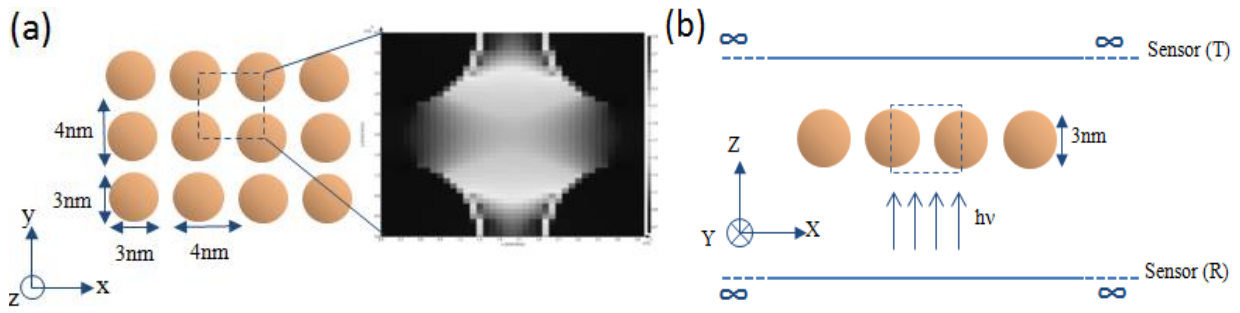 (a)
4nm
3nm
3nm
4nm
y
z
x
(b)
∞
∞
Sensor (T)
3nm
Z
Y
X
hν
Sensor (R)
∞
∞